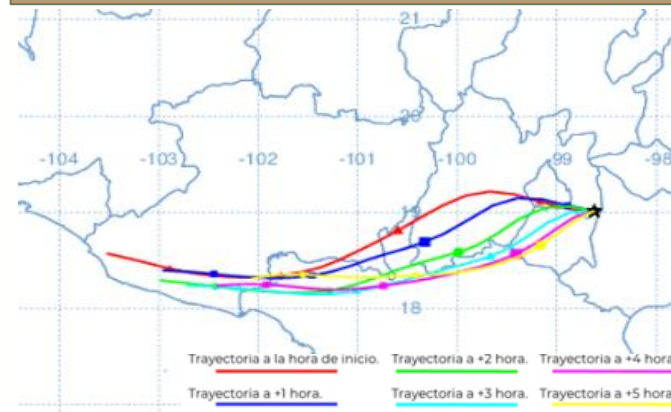 21
20
-104 -103 -102 -101 -100 -99 -98
19
18
Trayectoria a la hora de inicio. Trayectoria a +2 hora. Trayectoria a +4 hora.
Trayectoria a +1 hora. Trayectoria a +3 hora. Trayectoria a +5 hora.